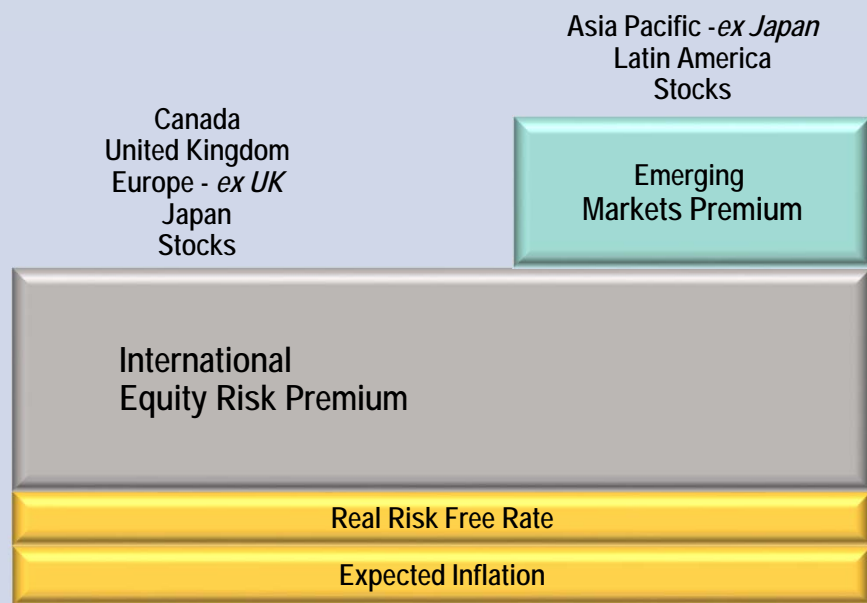 Asia Pacific -ex Japan
Latin America
Stocks
Canada
United Kingdom
Europe - ex UK
Japan
Stocks
Emerging
Markets Premium
International
Equity Risk Premium
Real Risk Free Rate
Expected Inflation